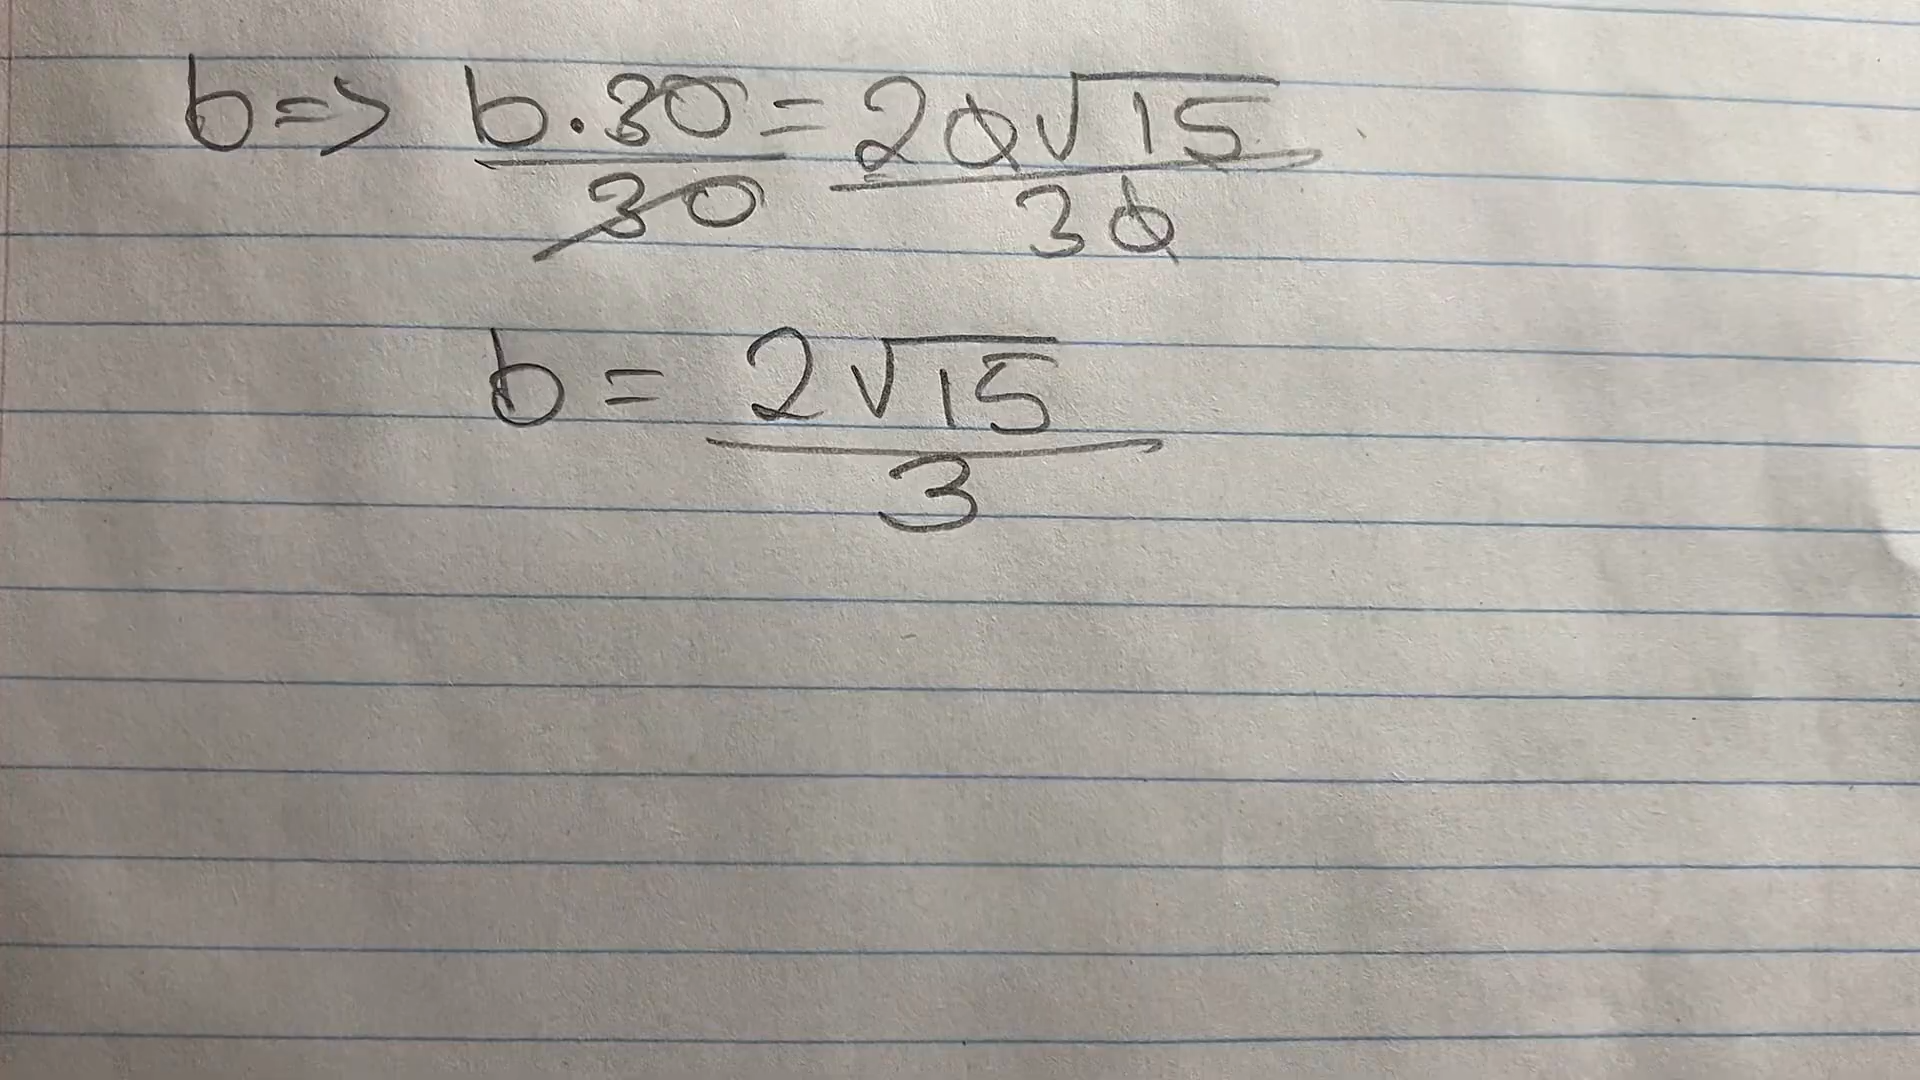 b => b.30 = 20√15
30 30
b = 2√15
3